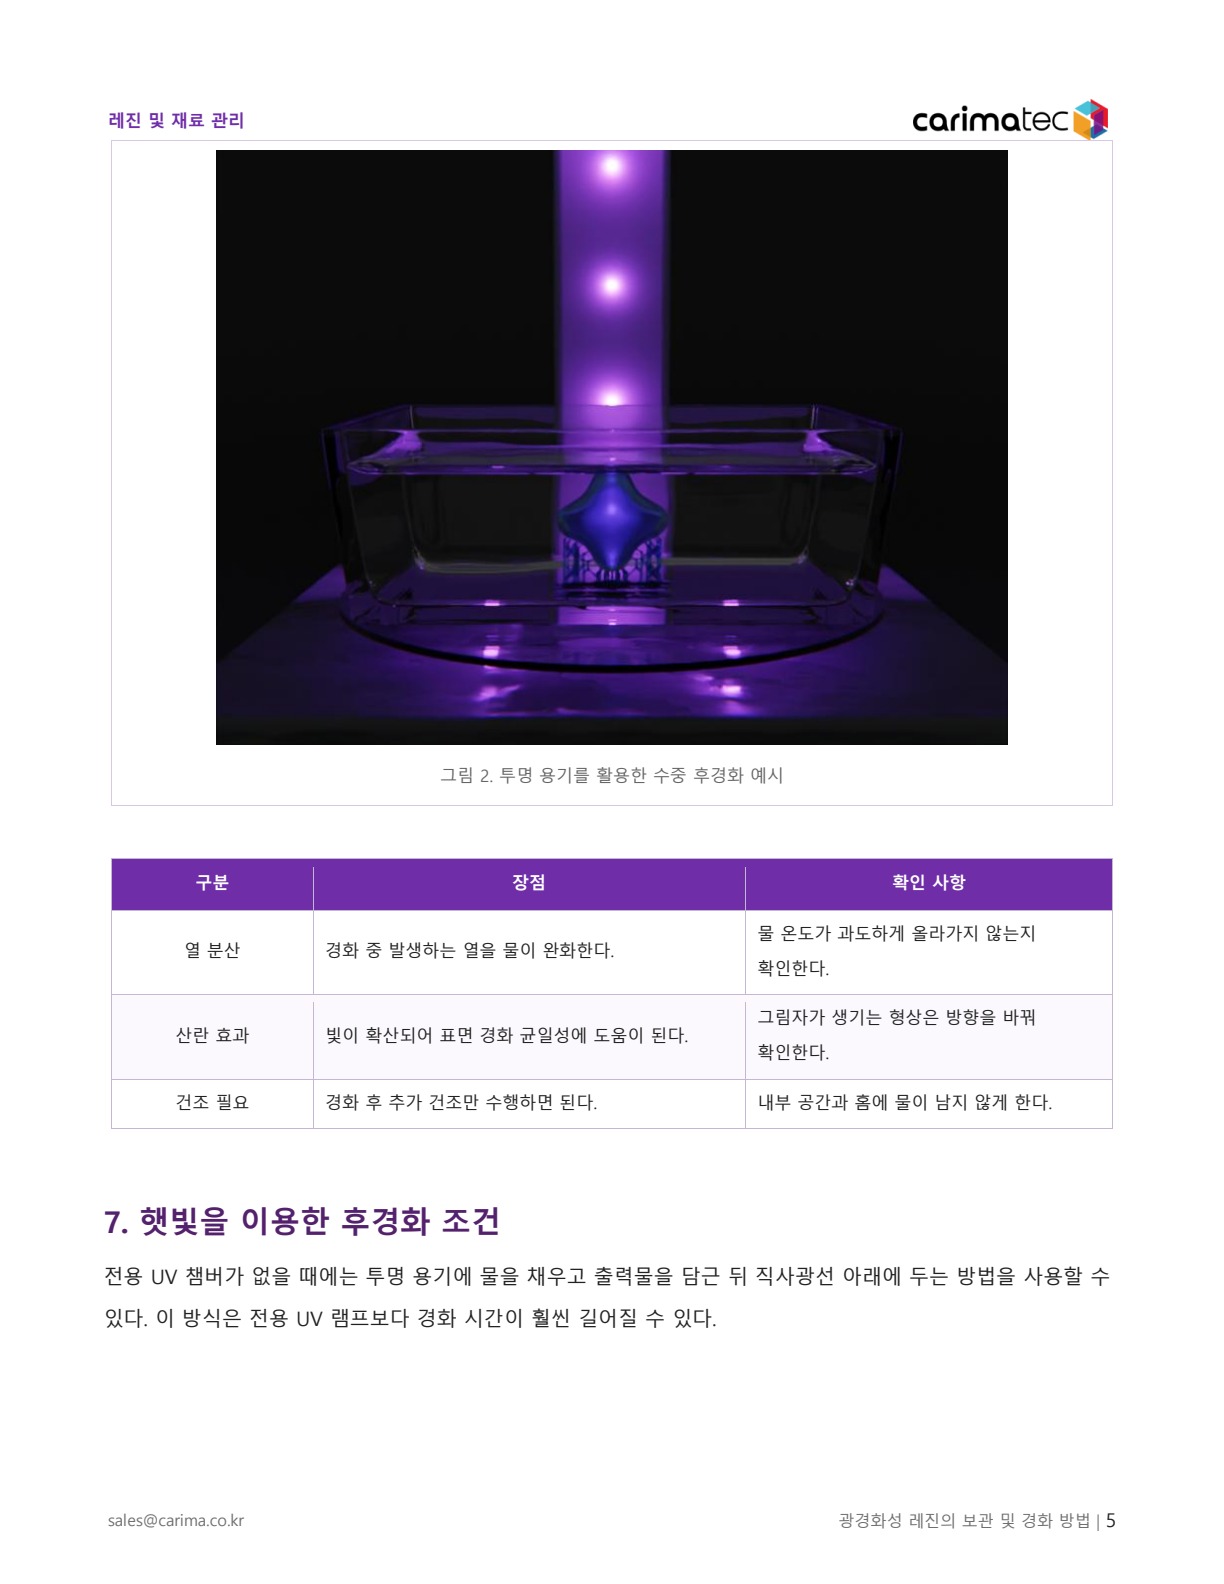 레진 및 재료 관리
carimatec
그림 2. 투명 용기를 활용한 수중 후경화 예시
구분 장점 확인 사항
열 분산 경화 중 발생하는 열을 물이 완화한다. 물 온도가 과도하게 올라가지 않는지
확인한다.
산란 효과 빛이 확산되어 표면 경화 균일성에 도움이 된다. 그림자가 생기는 형상은 방향을 바꿔
확인한다.
건조 필요 경화 후 추가 건조만 수행하면 된다. 내부 공간과 홈에 물이 남지 않게 한다.
7. 햇빛을 이용한 후경화 조건
전용 UV 챔버가 없을 때에는 투명 용기에 물을 채우고 출력물을 담근 뒤 직사광선 아래에 두는 방법을 사용할 수
있다. 이 방식은 전용 UV 램프보다 경화 시간이 훨씬 길어질 수 있다.
sales@carima.co.kr
광경화성 레진의 보관 및 경화 방법 | 5